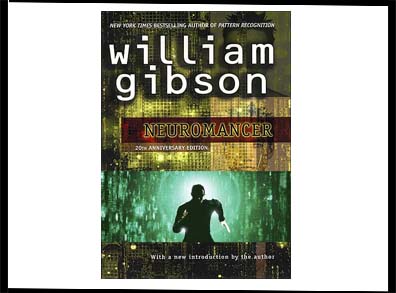 NEW YORK TIMES BESTSELLING AUTHOR OF PATTERN RECOGNITION
william
gibson
NEUROMANCER
20TH ANNIVERSARY EDITION
With a new introduction by the author